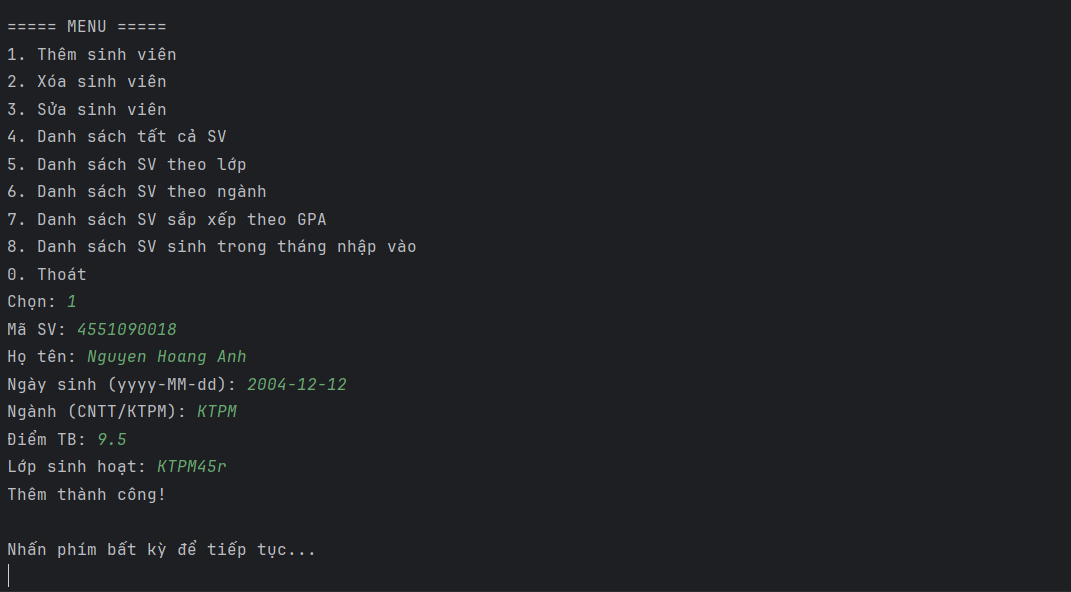 ===== MENU =====
1. Thêm sinh viên
2. Xóa sinh viên
3. Sửa sinh viên
4. Danh sách tất cả SV
5. Danh sách SV theo lớp
6. Danh sách SV theo ngành
7. Danh sách SV sắp xếp theo GPA
8. Danh sách SV sinh trong tháng nhập vào
0. Thoát
Chọn: 1
Mã SV: 4551090018
Họ tên: Nguyen Hoang Anh
Ngày sinh (yyyy-MM-dd): 2004-12-12
Ngành (CNTT/KTPM): KTPM
Điểm TB: 9.5
Lớp sinh hoạt: KTPM45r
Thêm thành công!
Nhấn phím bất kỳ để tiếp tục...